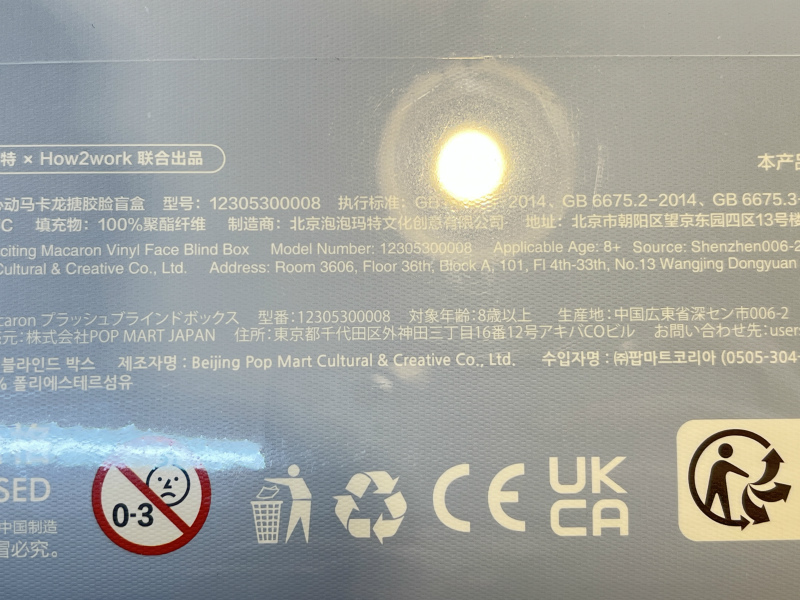 特 × How2work 联合出品
本产品
心动马卡龙搪胶脸盲盒 型号：12305300008 执行标准：GB 2014、GB 6675.2-2014、GB 6675.3-
C 填充物：100%聚酯纤维 制造商：北京泡泡玛特文化创意有限公司 地址：北京市朝阳区望京东园四区13号楼
citing Macaron Vinyl Face Blind Box Model Number: 12305300008 Applicable Age: 8+ Source: Shenzhen006-2
Cultural & Creative Co., Ltd. Address: Room 3606, Floor 36th, Block A, 101, Fl 4th-33th, No.13 Wangjing Dongyuan
caron プラッシュブラインドボックス 型番：12305300008 対象年齢：8歳以上 生産地：中国広東省深セン市006-2
元：株式会社POP MART JAPAN 住所：東京都千代田区外神田三丁目16番12号アキバCOビル お問い合わせ先：user
블라인드 박스 제조자명 : Beijing Pop Mart Cultural & Creative Co., Ltd. 수입자명 : ㈜팝마트코리아 (0505-304-
% 폴리에스테르섬유
SED
中国制造
冒必究。
0-3
CE
UK
CA